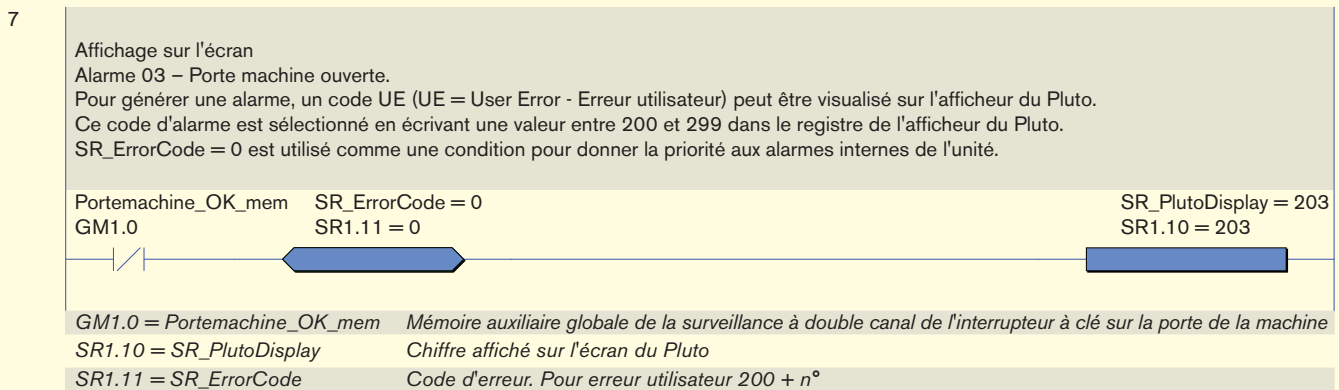 7
Affichage sur l'écran
Alarme 03 – Porte machine ouverte.
Pour générer une alarme, un code UE (UE = User Error - Erreur utilisateur) peut être visualisé sur l'afficheur du Pluto.
Ce code d'alarme est sélectionné en écrivant une valeur entre 200 et 299 dans le registre de l'afficheur du Pluto.
SR_ErrorCode = 0 est utilisé comme une condition pour donner la priorité aux alarmes internes de l'unité.
Portemachine_OK_mem SR_ErrorCode = 0 SR_PlutoDisplay = 203
GM1.0 SR1.11 = 0 SR1.10 = 203
GM1.0 = Portemachine_OK_mem Mémoire auxiliaire globale de la surveillance à double canal de l'interrupteur à clé sur la porte de la machine
SR1.10 = SR_PlutoDisplay Chiffre affiché sur l'écran du Pluto
SR1.11 = SR_ErrorCode Code d'erreur. Pour erreur utilisateur 200 + n°